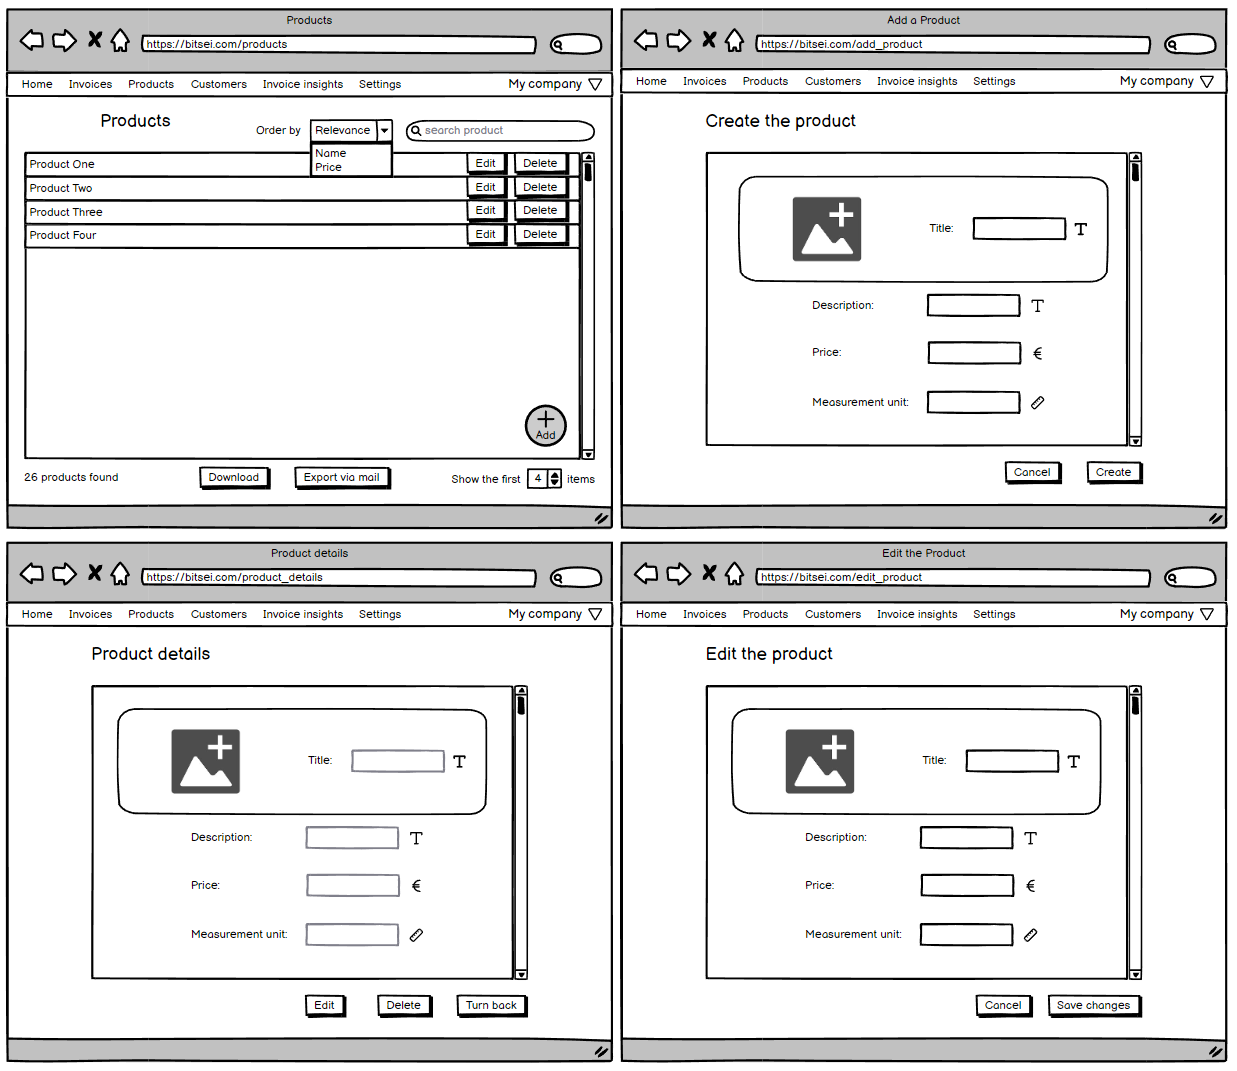 Products
https://bitsei.com/products
Home Invoices Products Customers Invoice insights Settings My company
Products
Order by Relevance search product
Name
Price
Product One Edit Delete
Product Two Edit Delete
Product Three Edit Delete
Product Four Edit Delete
Add
26 products found Download Export via mail Show the first 4 items
Add a Product
https://bitsei.com/add_product
Home Invoices Products Customers Invoice insights Settings My company
Create the product
Title: T
Description: T
Price: €
Measurement unit:
Cancel Create
Product details
https://bitsei.com/product_details
Home Invoices Products Customers Invoice insights Settings My company
Product details
Title: T
Description: T
Price: €
Measurement unit:
Edit Delete Turn back
Edit the Product
https://bitsei.com/edit_product
Home Invoices Products Customers Invoice insights Settings My company
Edit the product
Title: T
Description: T
Price: €
Measurement unit:
Cancel Save changes